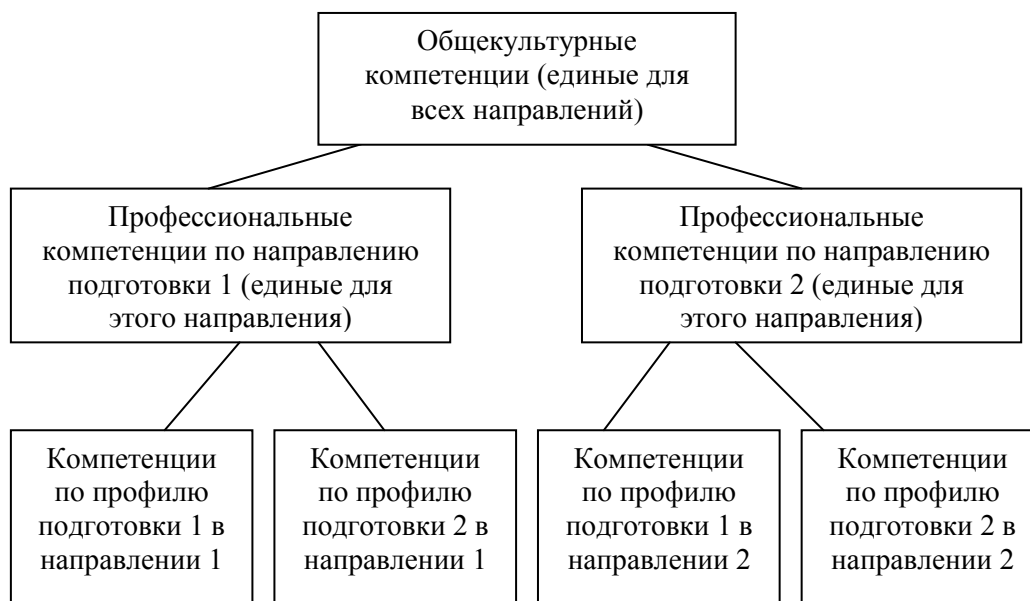 Общекультурные
компетенции (единые для
всех направлений)
Профессиональные
компетенции по направлению
подготовки 1 (единые для
этого направления)
Профессиональные
компетенции по направлению
подготовки 2 (единые для
этого направления)
Компетенции
по профилю
подготовки 1 в
направлении 1
Компетенции
по профилю
подготовки 2 в
направлении 1
Компетенции
по профилю
подготовки 1 в
направлении 2
Компетенции
по профилю
подготовки 2 в
направлении 2